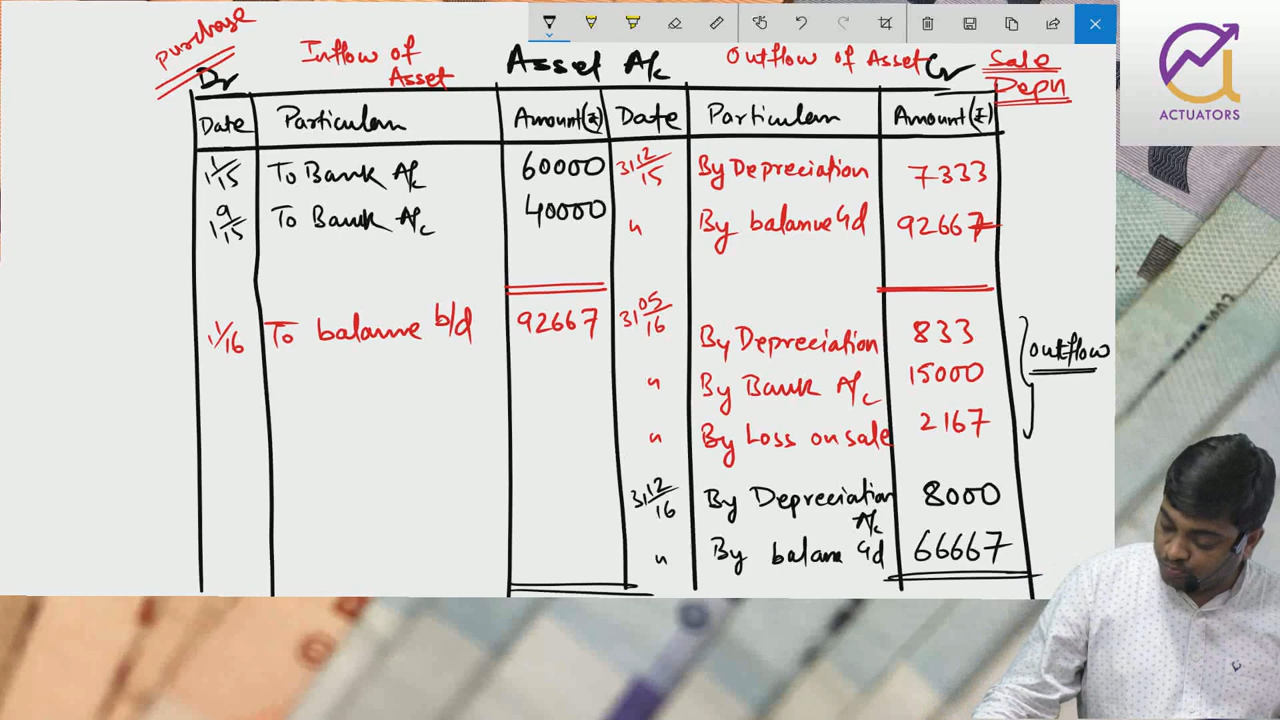 purchase
Inflow of Asset
Asset A/c
Outflow of Asset
Sale
Depn
Dr
Cr
Date Particulars Amount(₹) Date Particulars Amount(₹)
1/1/15 To Bank A/c 60000 31/12/15 By Depreciation 7333
1/9/15 To Bank A/c 40000 " By balance c/d 92667
1/1/16 To balance b/d 92667 31/05/16 By Depreciation 833
" By Bank A/c 15000
" By Loss on sale 2167
outflow
31/12/16 By Depreciation A/c 8000
" By balance c/d 66667
ACTUATORS